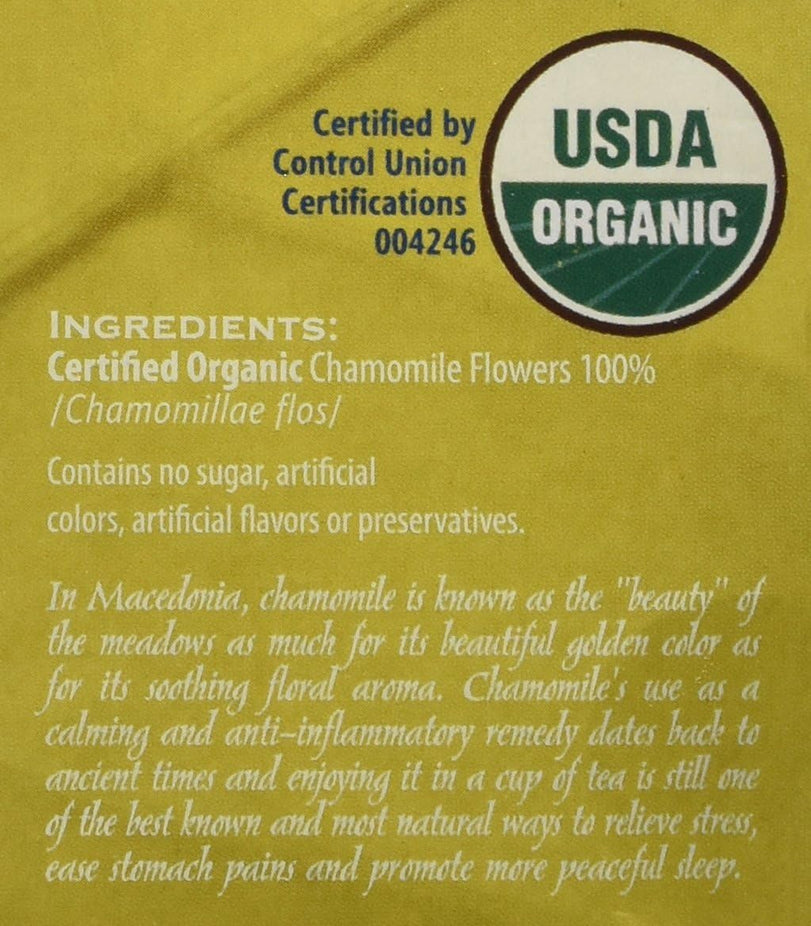 Certified by
Control Union
Certifications
004246
USDA
ORGANIC
INGREDIENTS:
Certified Organic Chamomile Flowers 100%
/Chamomillae flos/
Contains no sugar, artificial
colors, artificial flavors or preservatives.
In Macedonia, chamomile is known as the "beauty" of
the meadows as much for its beautiful golden color as
for its soothing floral aroma. Chamomile's use as a
calming and anti-inflammatory remedy dates back to
ancient times and enjoying it in a cup of tea is still one
of the best known and most natural ways to relieve stress,
ease stomach pains and promote more peaceful sleep.